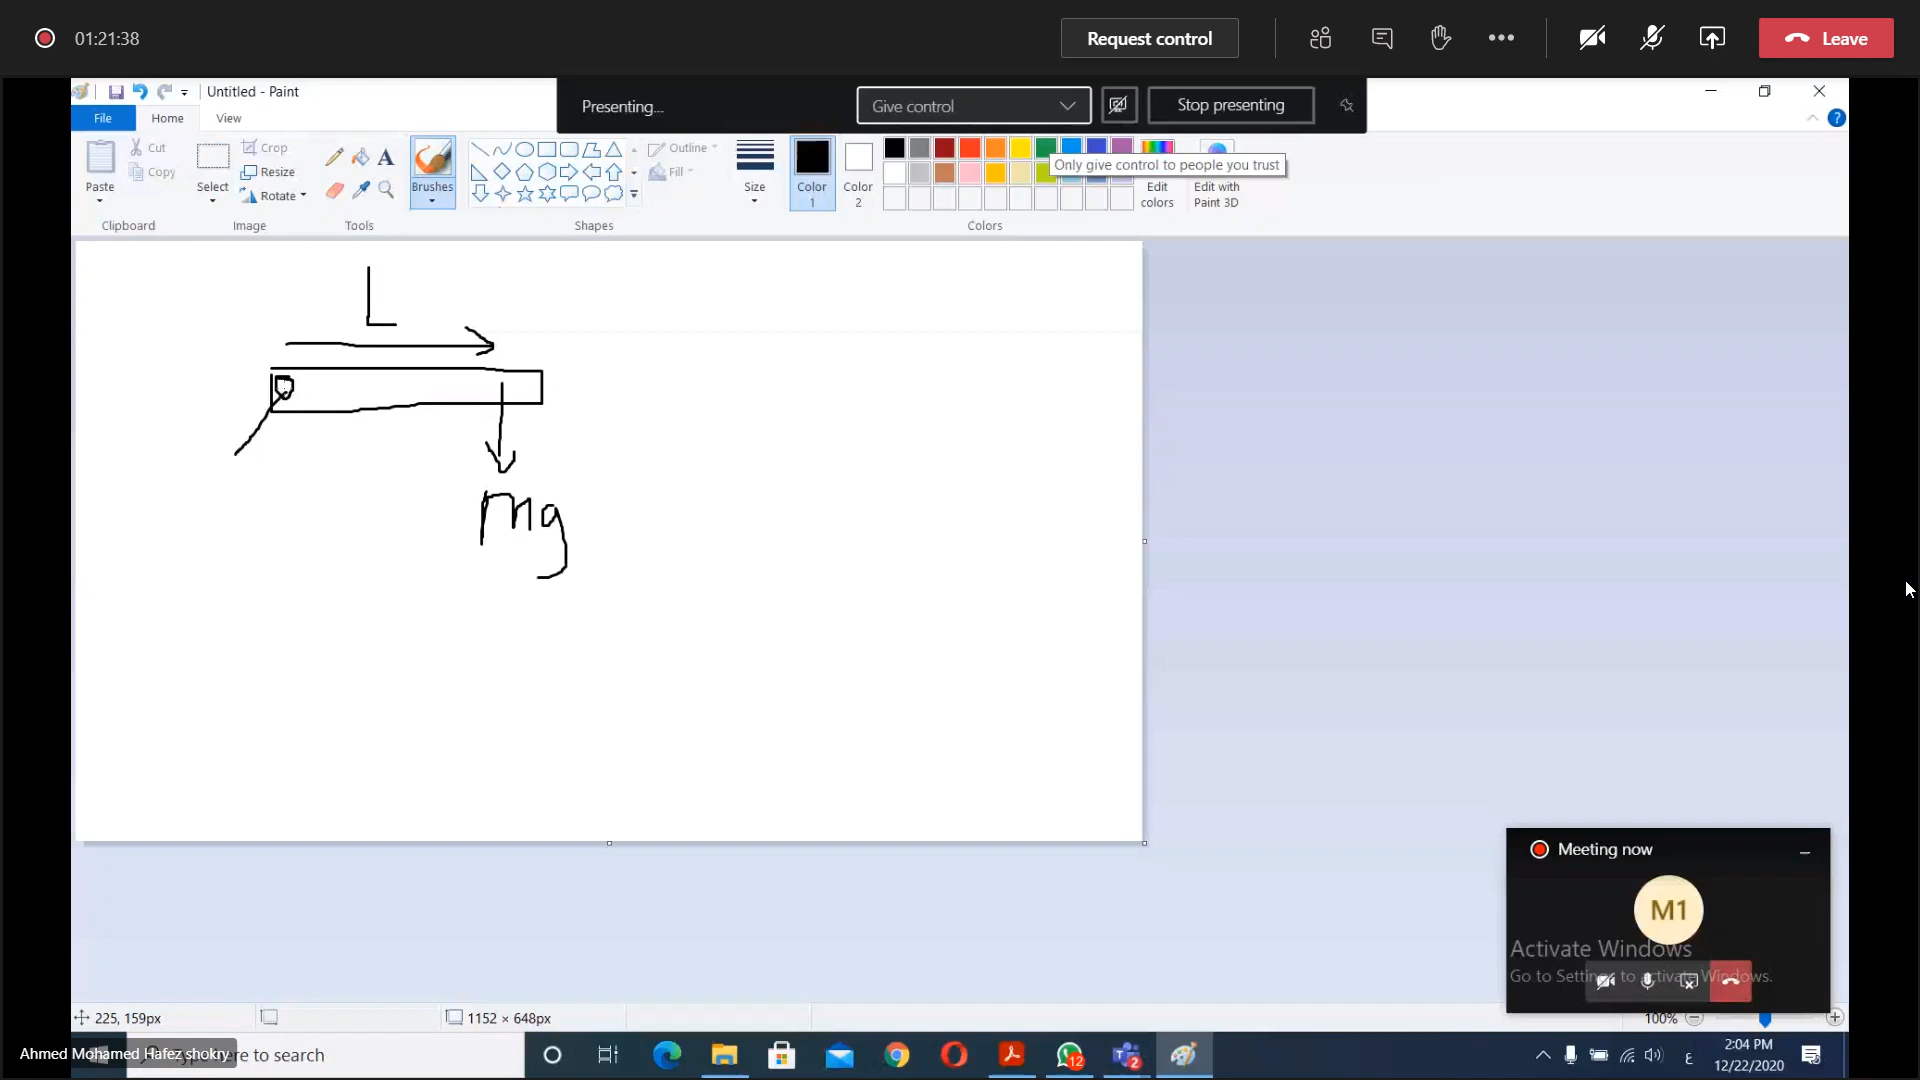 01:21:38
Request control
Leave
Untitled - Paint
Presenting...
Give control
Stop presenting
File
Home
View
Cut
Copy
Paste
Clipboard
Crop
Resize
Rotate
Select
Image
Tools
Brushes
Outline
Fill
Shapes
Size
Color 1
Color 2
Only give control to people you trust
Edit colors
Edit with Paint 3D
Colors
L
mg
Meeting now
M1
Activate Windows
Go to Settings to activate Windows.
225, 159px
1152 × 648px
100%
Ahmed Mohamed Hafez shokry
here to search
12
2
ع
2:04 PM
12/22/2020